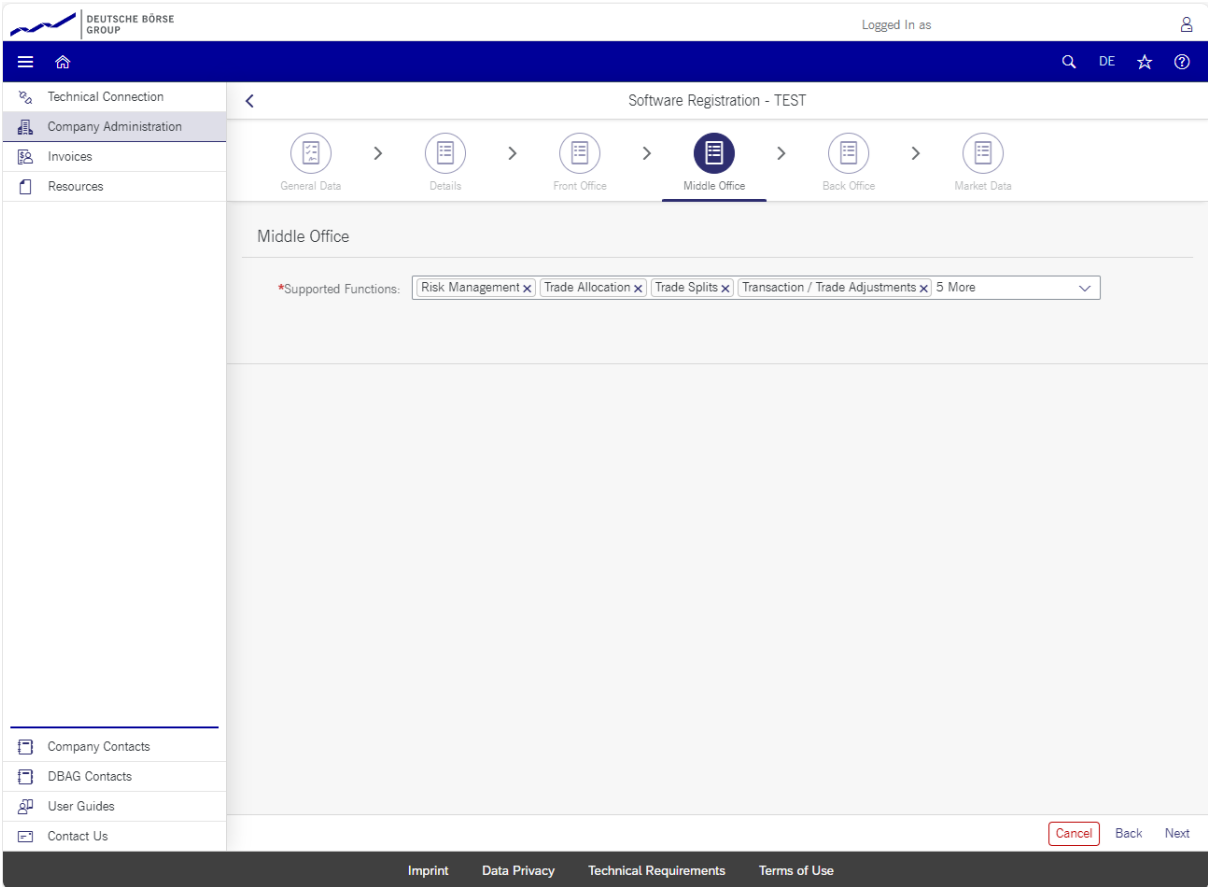 DEUTSCHE BÖRSE
GROUP
Logged In as
DE
Technical Connection
Company Administration
Invoices
Resources
Software Registration - TEST
General Data
Details
Front Office
Middle Office
Back Office
Market Data
Middle Office
*Supported Functions: Risk Management Trade Allocation Trade Splits Transaction / Trade Adjustments 5 More
Company Contacts
DBAG Contacts
User Guides
Contact Us
Cancel Back Next
Imprint Data Privacy Technical Requirements Terms of Use